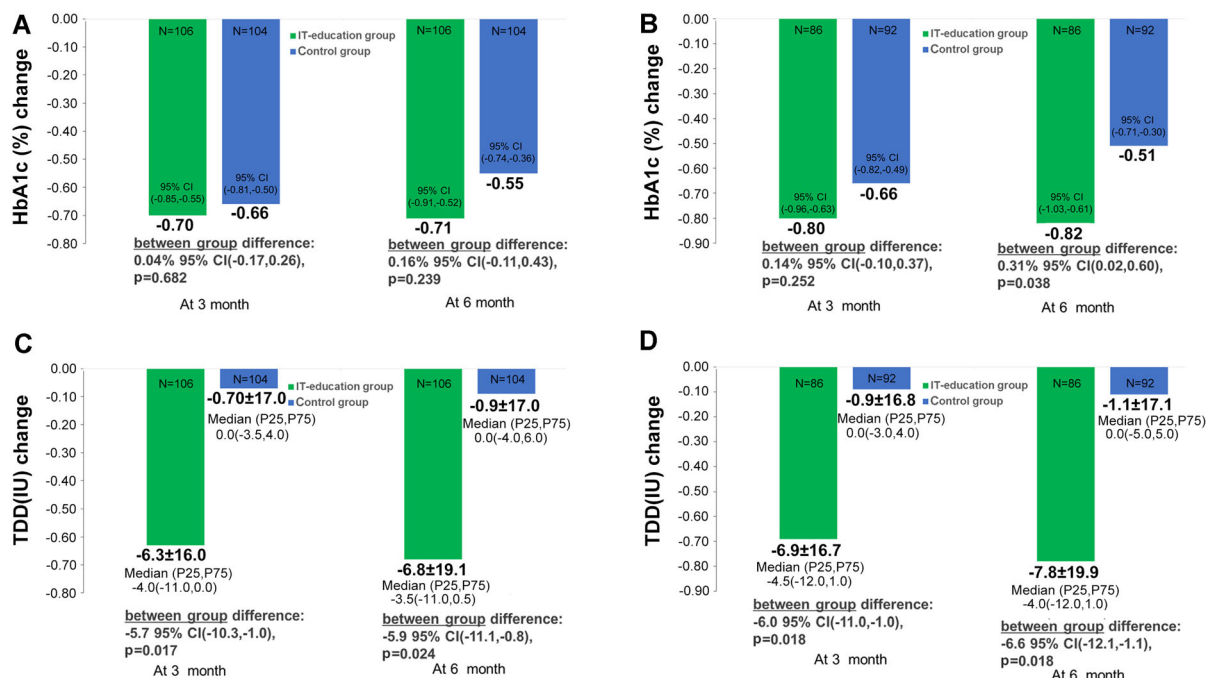 A
HbA1c (%) change
0.00
-0.10
-0.20
-0.30
-0.40
-0.50
-0.60
-0.70
-0.80
N=106
N=104
IT-education group
Control group
N=106
N=104
95% CI
(-0.85,-0.55)
-0.70
95% CI
(-0.81,-0.50)
-0.66
95% CI
(-0.91,-0.52)
-0.71
95% CI
(-0.74,-0.36)
-0.55
between group difference:
0.04% 95% CI(-0.17,0.26),
p=0.682
At 3 month
between group difference:
0.16% 95% CI(-0.11,0.43),
p=0.239
At 6 month
B
HbA1c (%) change
0.00
-0.10
-0.20
-0.30
-0.40
-0.50
-0.60
-0.70
-0.80
-0.90
N=86
N=92
IT-education group
Control group
N=86
N=92
95% CI
(-0.96,-0.63)
-0.80
95% CI
(-0.82,-0.49)
-0.66
95% CI
(-1.03,-0.61)
-0.82
95% CI
(-0.71,-0.30)
-0.51
between group difference:
0.14% 95% CI(-0.10,0.37),
p=0.252
At 3 month
between group difference:
0.31% 95% CI(0.02,0.60),
p=0.038
At 6 month
C
TDD(IU) change
0.00
-0.10
-0.20
-0.30
-0.40
-0.50
-0.60
-0.70
-0.80
N=106
N=104
IT-education group
Control group
N=106
N=104
-6.3±16.0
Median (P25,P75)
-4.0(-11.0,0.0)
-0.70±17.0
Median (P25,P75)
0.0(-3.5,4.0)
-6.8±19.1
Median (P25,P75)
-3.5(-11.0,0.5)
-0.9±17.0
Median (P25,P75)
0.0(-4.0,6.0)
between group difference:
-5.7 95% CI(-10.3,-1.0),
p=0.017
At 3 month
between group difference:
-5.9 95% CI(-11.1,-0.8),
p=0.024
At 6 month
D
TDD(IU) change
0.00
-0.10
-0.20
-0.30
-0.40
-0.50
-0.60
-0.70
-0.80
-0.90
N=86
N=92
IT-education group
Control group
N=86
N=92
-6.9±16.7
Median (P25,P75)
-4.5(-12.0,1.0)
-0.9±16.8
Median (P25,P75)
0.0(-3.0,4.0)
-7.8±19.9
Median (P25,P75)
-4.0(-12.0,1.0)
-1.1±17.1
Median (P25,P75)
0.0(-5.0,5.0)
between group difference:
-6.0 95% CI(-11.0,-1.0),
p=0.018
At 3 month
between group difference:
-6.6 95% CI(-12.1,-1.1),
p=0.018
At 6 month